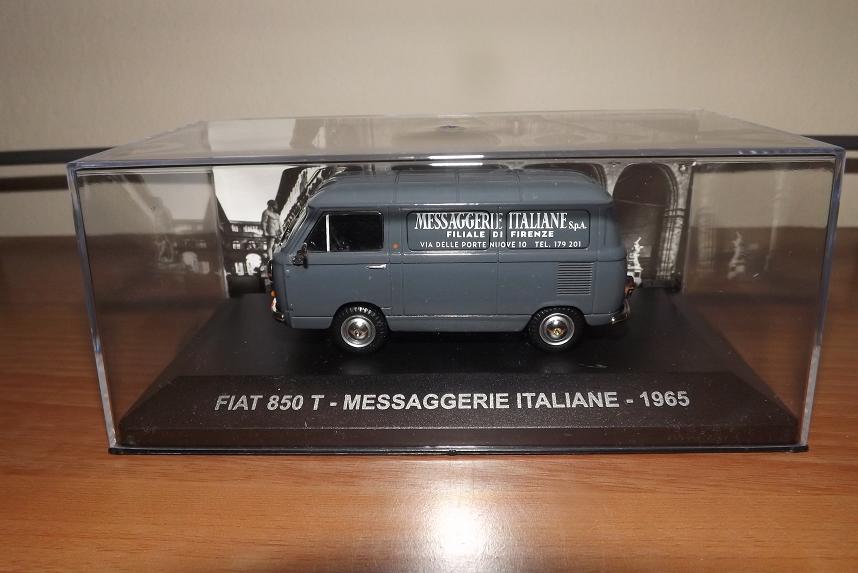 MESSAGGERIE ITALIANE S.p.A.
FILIALE DI FIRENZE
VIA DELLE PORTE NUOVE 10 TEL. 179 201
FIAT 850 T - MESSAGGERIE ITALIANE - 1965